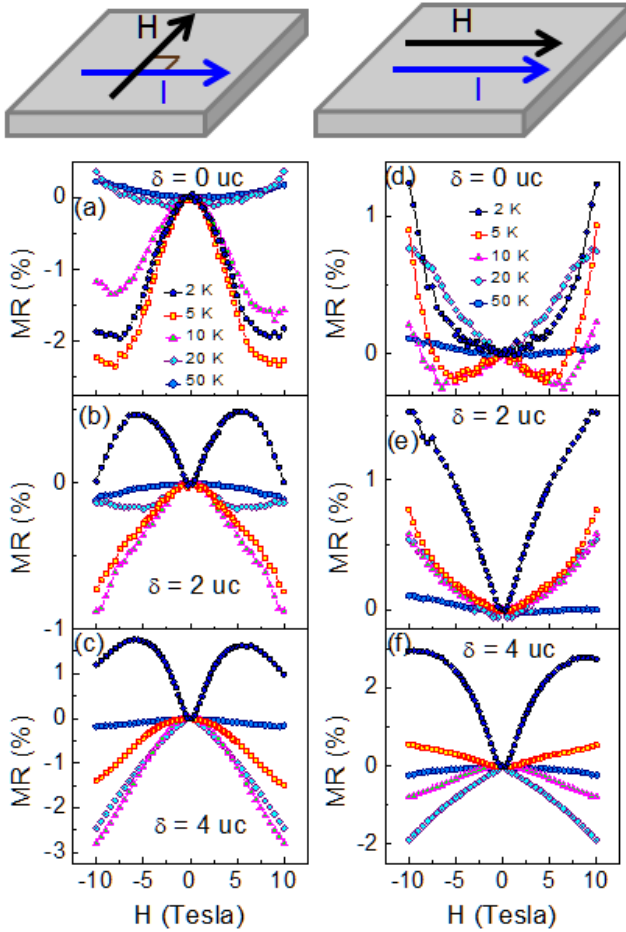 H
I
H
I
δ = 0 uc
(a)
0
-1
-2
MR (%)
2 K
5 K
10 K
20 K
50 K
(d)
δ = 0 uc
1
0
MR (%)
2 K
5 K
10 K
20 K
50 K
(b)
0
-1
MR (%)
δ = 2 uc
(e)
δ = 2 uc
1
0
MR (%)
(c)
1
0
-1
-2
-3
MR (%)
δ = 4 uc
-10 -5 0 5 10
H (Tesla)
(f)
δ = 4 uc
2
0
-2
MR (%)
-10 -5 0 5 10
H (Tesla)